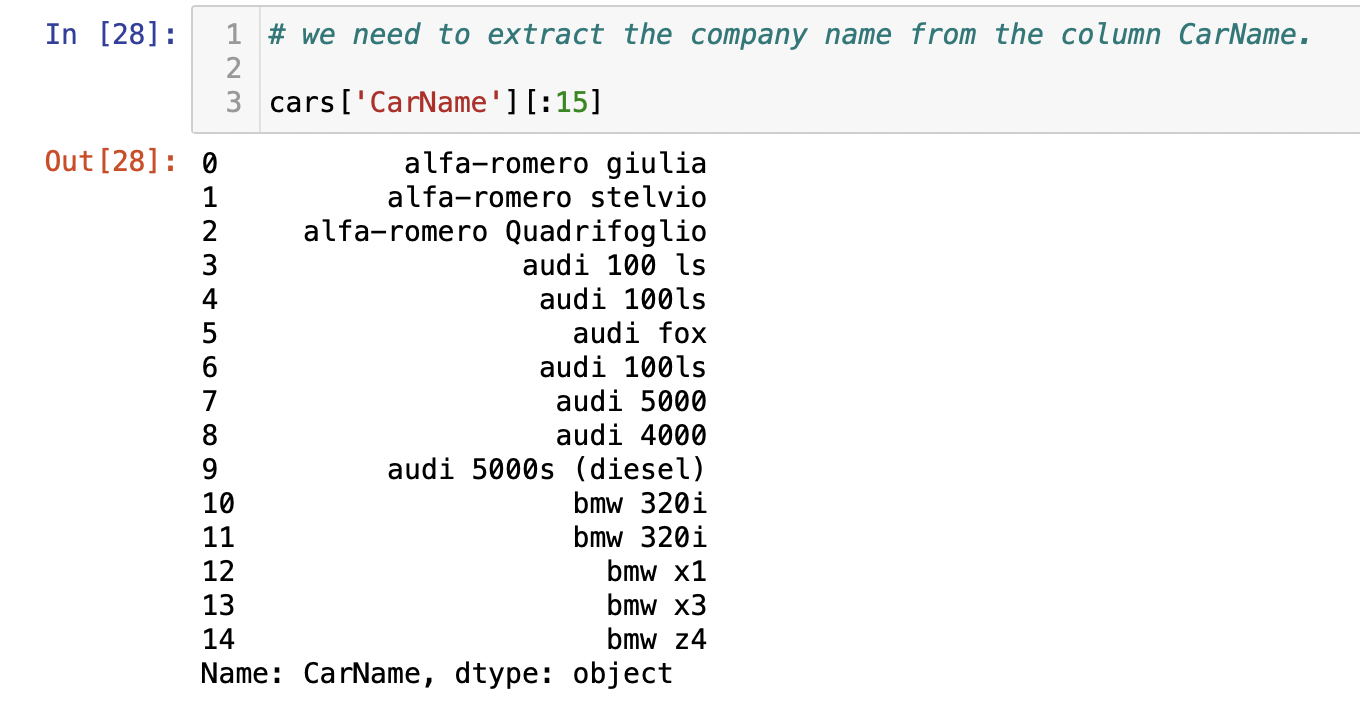 In [28]:
1 # we need to extract the company name from the column CarName.
2
3 cars['CarName'][:15]
Out[28]:
0 alfa-romero giulia
1 alfa-romero stelvio
2 alfa-romero Quadrifoglio
3 audi 100 ls
4 audi 100ls
5 audi fox
6 audi 100ls
7 audi 5000
8 audi 4000
9 audi 5000s (diesel)
10 bmw 320i
11 bmw 320i
12 bmw x1
13 bmw x3
14 bmw z4
Name: CarName, dtype: object